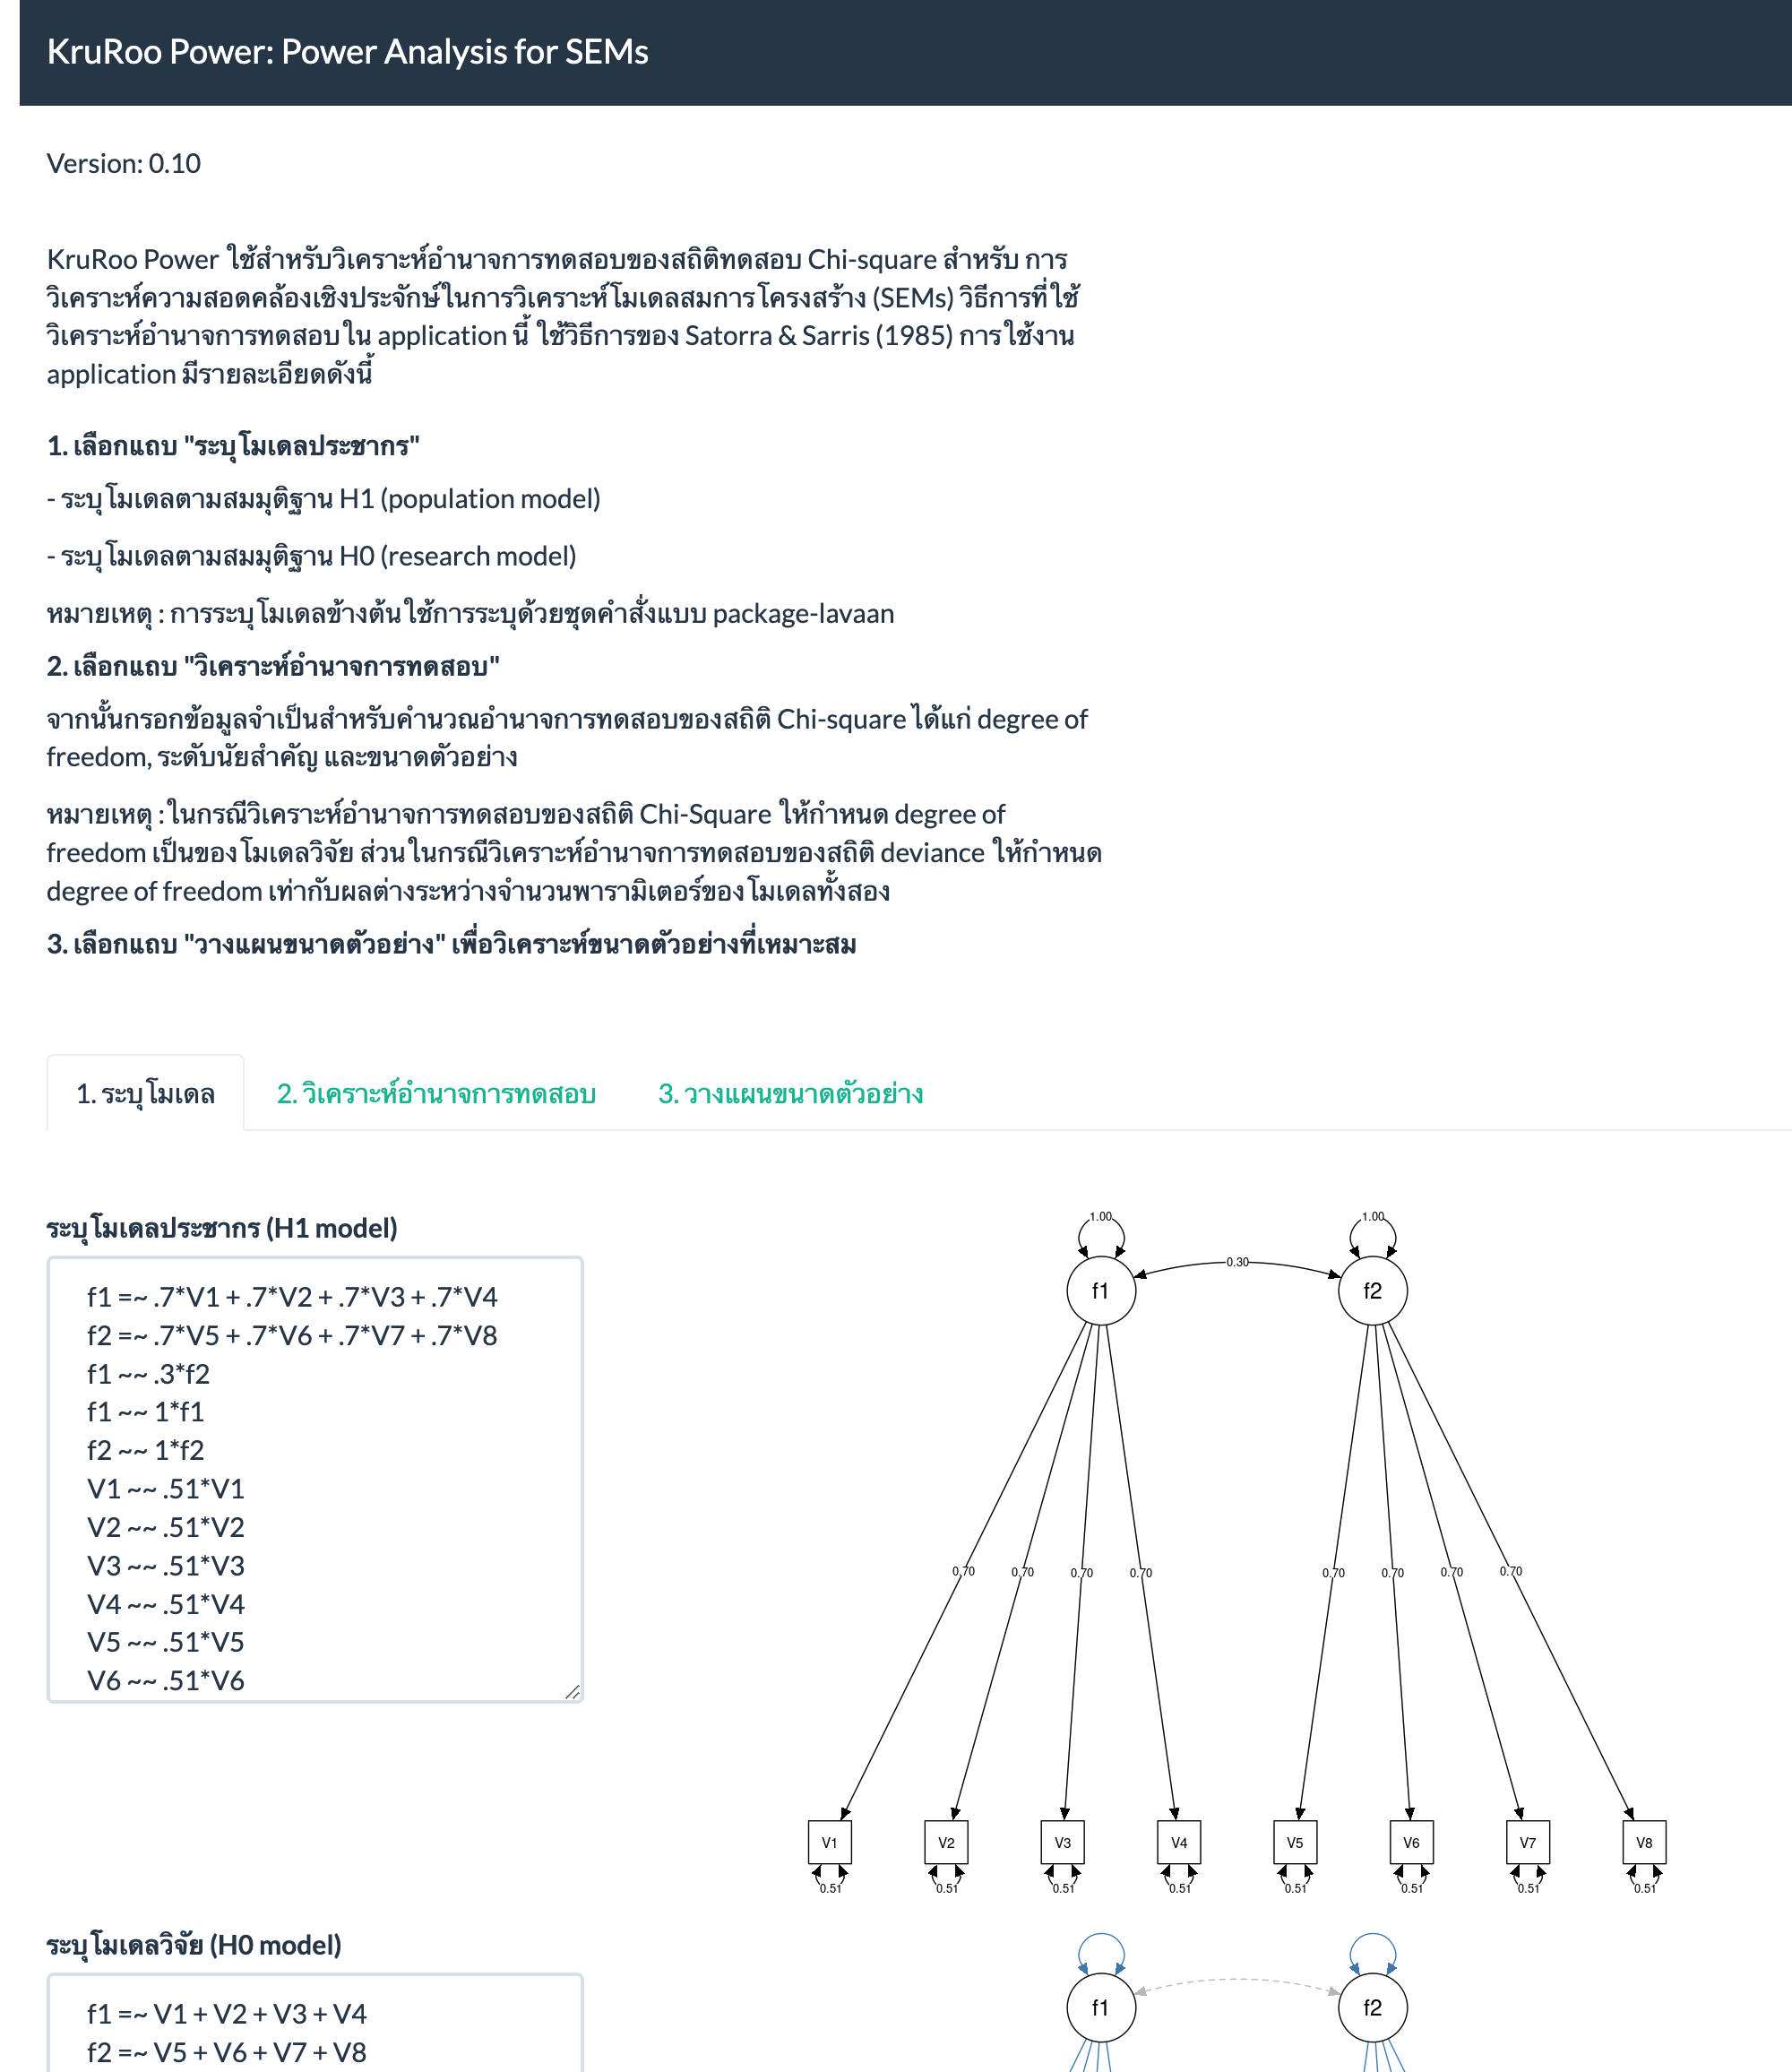 KruRoo Power: Power Analysis for SEMs
Version: 0.10
KruRoo Power ใช้สำหรับวิเคราะห์อำนาจการทดสอบของสถิติทดสอบ Chi-square สำหรับ การ
วิเคราะห์ความสอดคล้องเชิงประจักษ์ในการวิเคราะห์โมเดลสมการโครงสร้าง (SEMs) วิธีการที่ใช้
วิเคราะห์อำนาจการทดสอบใน application นี้ ใช้วิธีการของ Satorra & Sarris (1985) การใช้งาน
application มีรายละเอียดดังนี้
1. เลือกแถบ "ระบุโมเดลประชากร"
- ระบุโมเดลตามสมมุติฐาน H1 (population model)
- ระบุโมเดลตามสมมุติฐาน H0 (research model)
หมายเหตุ : การระบุโมเดลข้างต้นใช้การระบุด้วยชุดคำสั่งแบบ package-lavaan
2. เลือกแถบ "วิเคราะห์อำนาจการทดสอบ"
จากนั้นกรอกข้อมูลจำเป็นสำหรับคำนวณอำนาจการทดสอบของสถิติ Chi-square ได้แก่ degree of
freedom, ระดับนัยสำคัญ และขนาดตัวอย่าง
หมายเหตุ : ในกรณีวิเคราะห์อำนาจการทดสอบของสถิติ Chi-Square ให้กำหนด degree of
freedom เป็นของโมเดลวิจัย ส่วนในกรณีวิเคราะห์อำนาจการทดสอบของสถิติ deviance ให้กำหนด
degree of freedom เท่ากับผลต่างระหว่างจำนวนพารามิเตอร์ของโมเดลทั้งสอง
3. เลือกแถบ "วางแผนขนาดตัวอย่าง" เพื่อวิเคราะห์ขนาดตัวอย่างที่เหมาะสม
1. ระบุโมเดล 2. วิเคราะห์อำนาจการทดสอบ 3. วางแผนขนาดตัวอย่าง
ระบุโมเดลประชากร (H1 model)
f1 =~ .7*V1 + .7*V2 + .7*V3 + .7*V4
f2 =~ .7*V5 + .7*V6 + .7*V7 + .7*V8
f1 ~~ .3*f2
f1 ~~ 1*f1
f2 ~~ 1*f2
V1 ~~ .51*V1
V2 ~~ .51*V2
V3 ~~ .51*V3
V4 ~~ .51*V4
V5 ~~ .51*V5
V6 ~~ .51*V6
1.00 1.00
0.30
f1 f2
0.70 0.70 0.70 0.70 0.70 0.70 0.70 0.70
V1 V2 V3 V4 V5 V6 V7 V8
0.51 0.51 0.51 0.51 0.51 0.51 0.51 0.51
ระบุโมเดลวิจัย (H0 model)
f1 =~ V1 + V2 + V3 + V4
f2 =~ V5 + V6 + V7 + V8
f1 f2